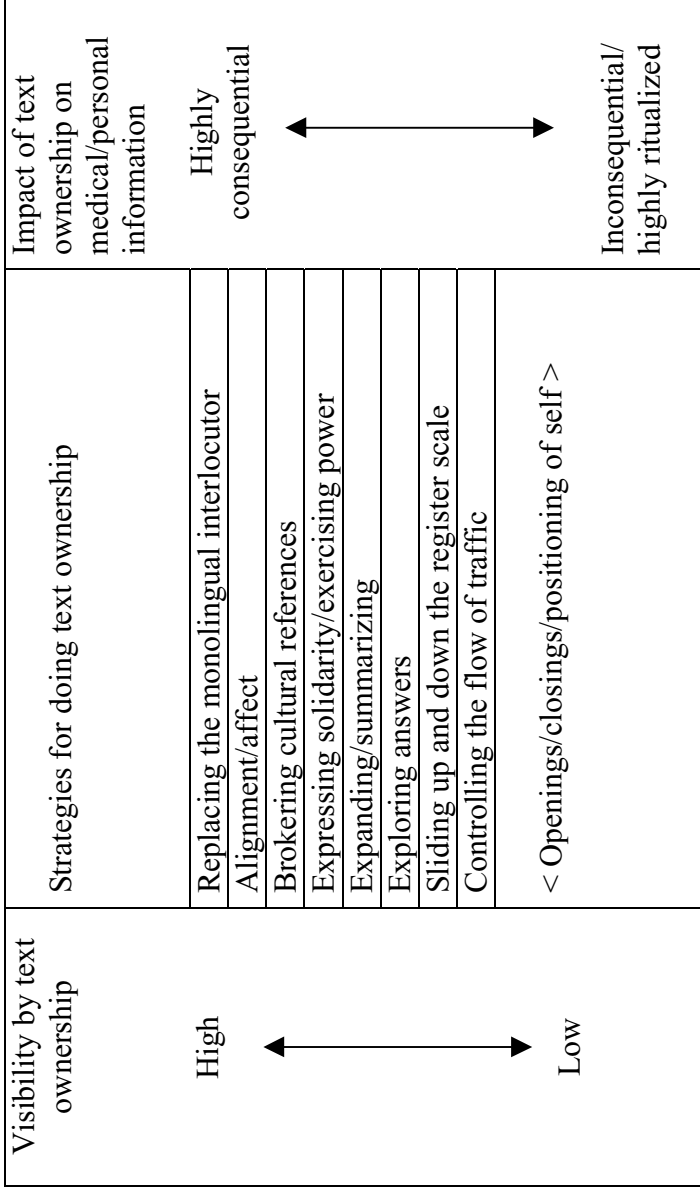 Visibility by text
ownership
High
Low
Strategies for doing text ownership
Replacing the monolingual interlocutor
Alignment/affect
Brokering cultural references
Expressing solidarity/exercising power
Expanding/summarizing
Exploring answers
Sliding up and down the register scale
Controlling the flow of traffic
< Openings/closings/positioning of self >
Impact of text
ownership on
medical/personal
information
Highly
consequential
Inconsequential/
highly ritualized